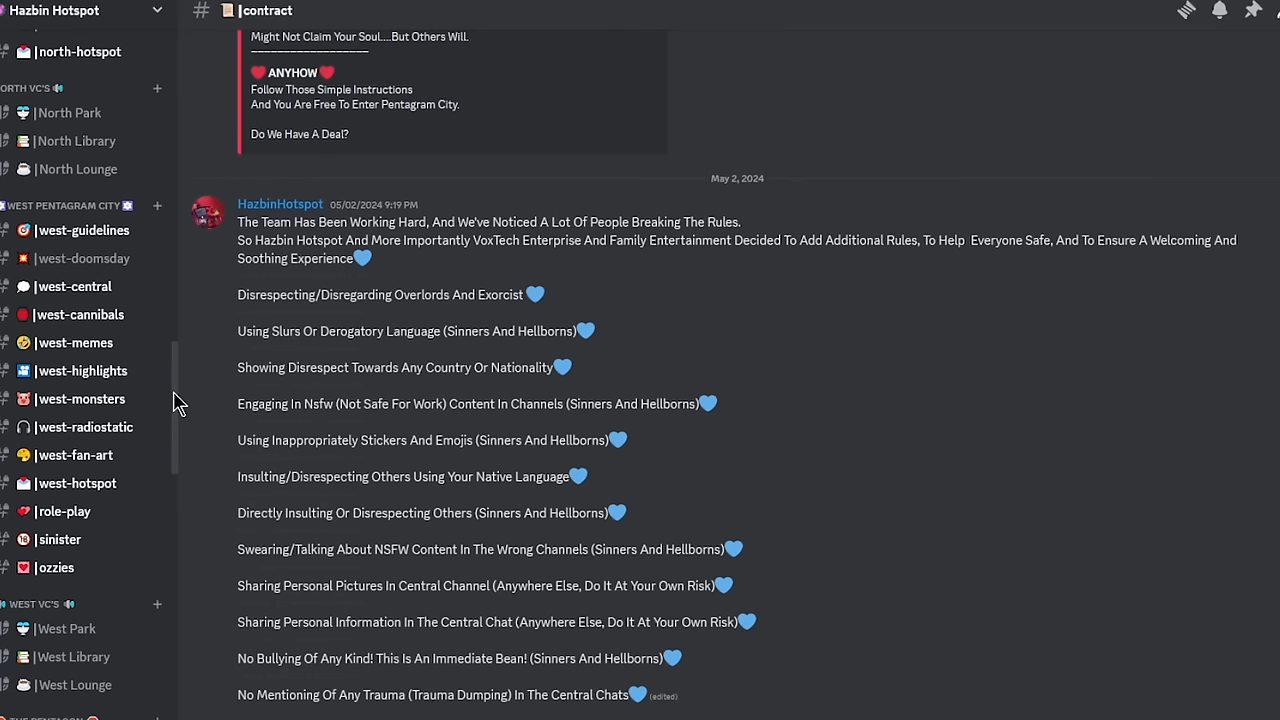 Hazbin Hotspot
|contract
|north-hotspot
ORTH VC'S
|North Park
|North Library
|North Lounge
WEST PENTAGRAM CITY
|west-guidelines
|west-doomsday
|west-central
|west-cannibals
|west-memes
|west-highlights
|west-monsters
|west-radiostatic
|west-fan-art
|west-hotspot
|role-play
|sinister
|ozzies
WEST VC'S
|West Park
|West Library
|West Lounge
Might Not Claim Your Soul....But Others Will.
ANYHOW
Follow Those Simple Instructions
And You Are Free To Enter Pentagram City.
Do We Have A Deal?
May 2, 2024
HazbinHotspot 05/02/2024 9:19 PM
The Team Has Been Working Hard, And We've Noticed A Lot Of People Breaking The Rules.
So Hazbin Hotspot And More Importantly VoxTech Enterprise And Family Entertainment Decided To Add Additional Rules, To Help Everyone Safe, And To Ensure A Welcoming And
Soothing Experience
Disrespecting/Disregarding Overlords And Exorcist
Using Slurs Or Derogatory Language (Sinners And Hellborns)
Showing Disrespect Towards Any Country Or Nationality
Engaging In Nsfw (Not Safe For Work) Content In Channels (Sinners And Hellborns)
Using Inappropriately Stickers And Emojis (Sinners And Hellborns)
Insulting/Disrespecting Others Using Your Native Language
Directly Insulting Or Disrespecting Others (Sinners And Hellborns)
Swearing/Talking About NSFW Content In The Wrong Channels (Sinners And Hellborns)
Sharing Personal Pictures In Central Channel (Anywhere Else, Do It At Your Own Risk)
Sharing Personal Information In The Central Chat (Anywhere Else, Do It At Your Own Risk)
No Bullying Of Any Kind! This Is An Immediate Bean! (Sinners And Hellborns)
No Mentioning Of Any Trauma (Trauma Dumping) In The Central Chats (edited)